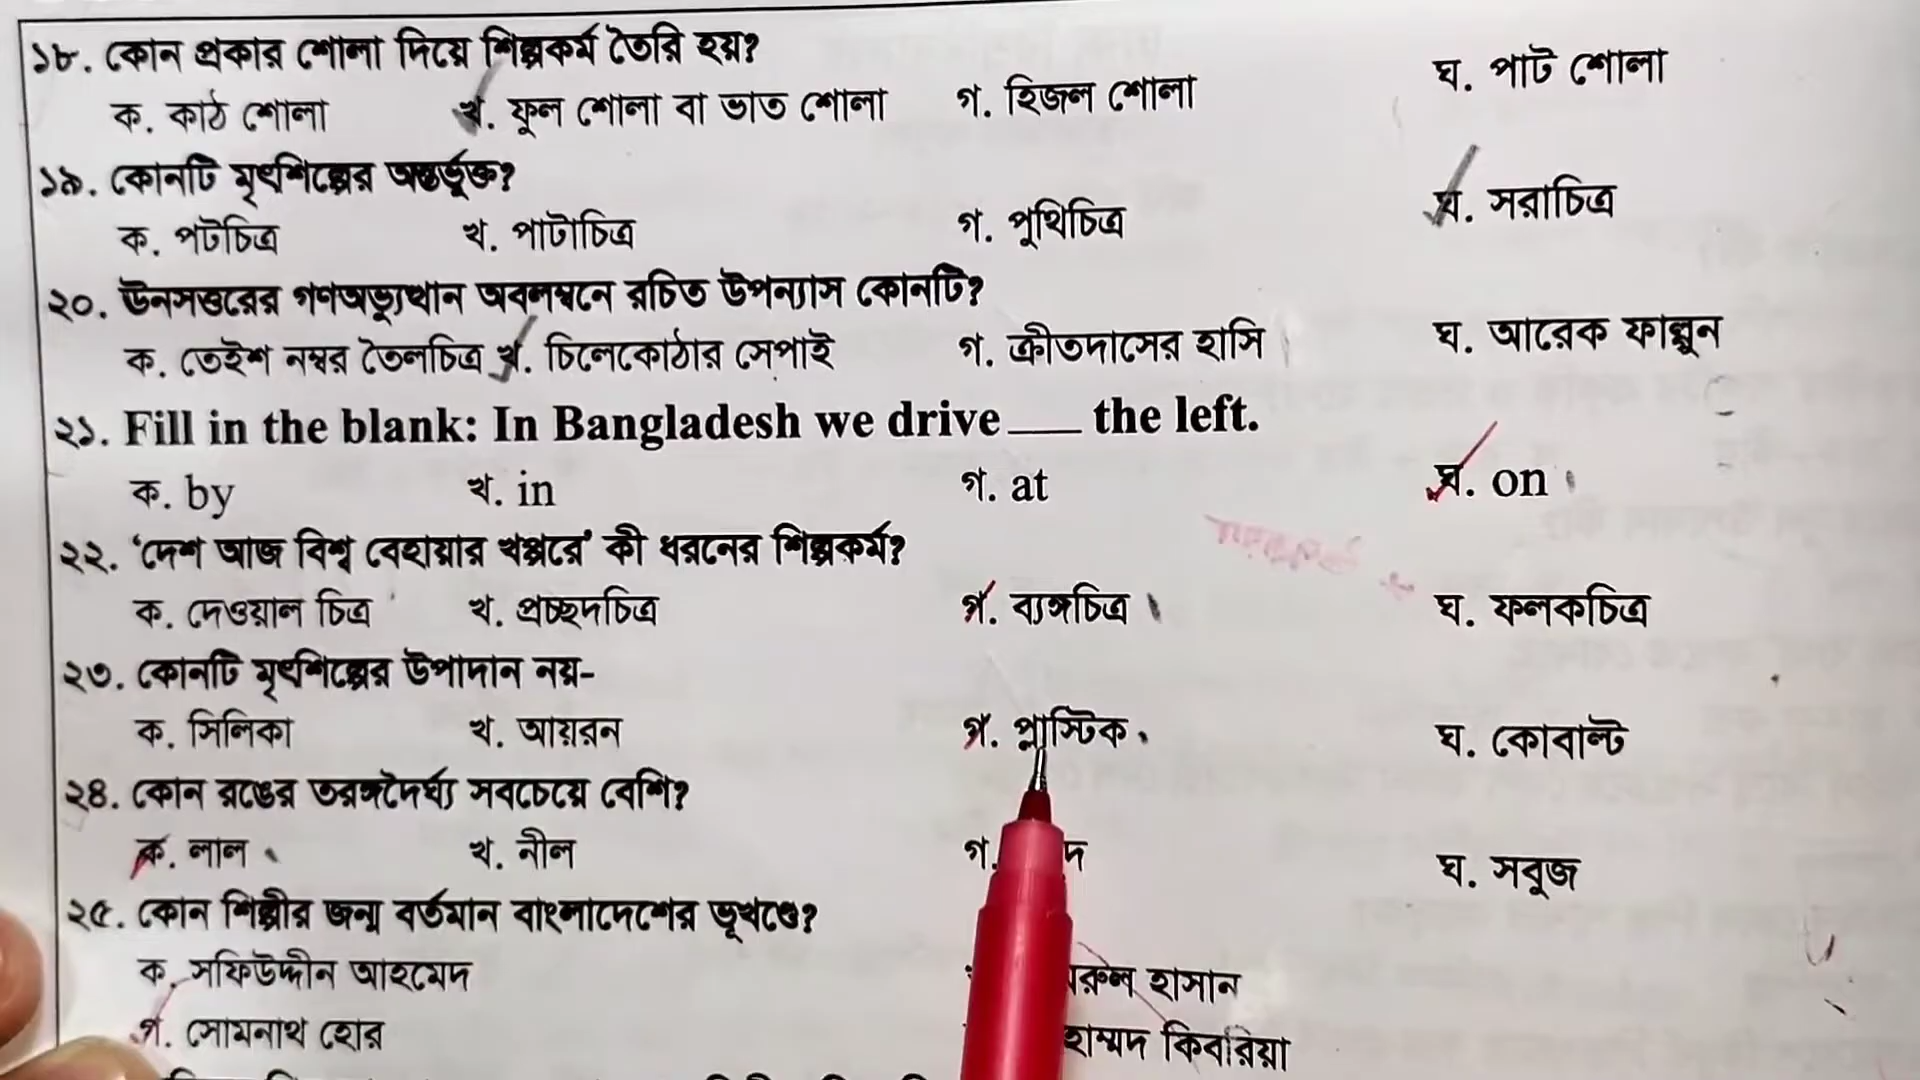 ১৮. কোন প্রকার শোলা দিয়ে শিল্পকর্ম তৈরি হয়?
ক. কাঠ শোলা খ. ফুল শোলা বা ভাত শোলা গ. হিজল শোলা ঘ. পাট শোলা
১৯. কোনটি মৃৎশিল্পের অন্তর্ভুক্ত?
ক. পটচিত্র খ. পাটাচিত্র গ. পুথিচিত্র ঘ. সরাচিত্র
২০. ঊনসত্তরের গণঅভ্যুত্থান অবলম্বনে রচিত উপন্যাস কোনটি?
ক. তেইশ নম্বর তৈলচিত্র খ. চিলেকোঠার সেপাই গ. ক্রীতদাসের হাসি ঘ. আরেক ফাল্গুন
২১. Fill in the blank: In Bangladesh we drive ___ the left.
ক. by খ. in গ. at ঘ. on
২২. ‘দেশ আজ বিশ্ব বেহায়ার খপ্পরে’ কী ধরনের শিল্পকর্ম?
ক. দেওয়াল চিত্র খ. প্রচ্ছদচিত্র গ. ব্যঙ্গচিত্র ঘ. ফলকচিত্র
২৩. কোনটি মৃৎশিল্পের উপাদান নয়-
ক. সিলিকা খ. আয়রন গ. প্লাস্টিক ঘ. কোবাল্ট
২৪. কোন রঙের তরঙ্গদৈর্ঘ্য সবচেয়ে বেশি?
ক. লাল খ. নীল গ. ঘ. সবুজ
২৫. কোন শিল্পীর জন্ম বর্তমান বাংলাদেশের ভূখণ্ডে?
ক. সফিউদ্দীন আহমেদ হাসান
গ. সোমনাথ হোর কিবরিয়া